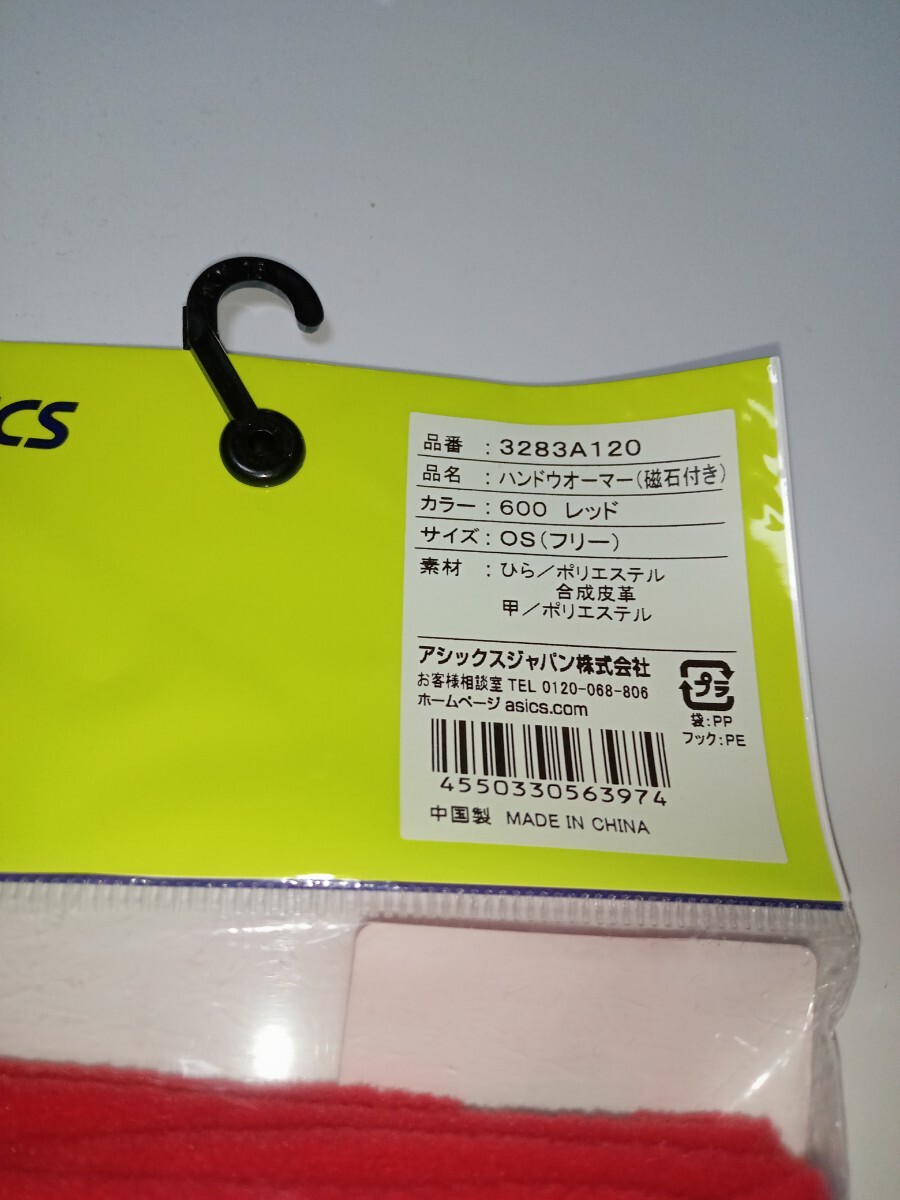 CS
品番 : 3283A120
品名 : ハンドウオーマー(磁石付き)
カラー : 600 レッド
サイズ : OS(フリー)
素材 : ひら/ポリエステル
合成皮革
甲/ポリエステル
アシックスジャパン株式会社
お客様相談室 TEL 0120-068-806
ホームページ asics.com
プラ
袋:PP
フック:PE
4550330563974
中国製 MADE IN CHINA